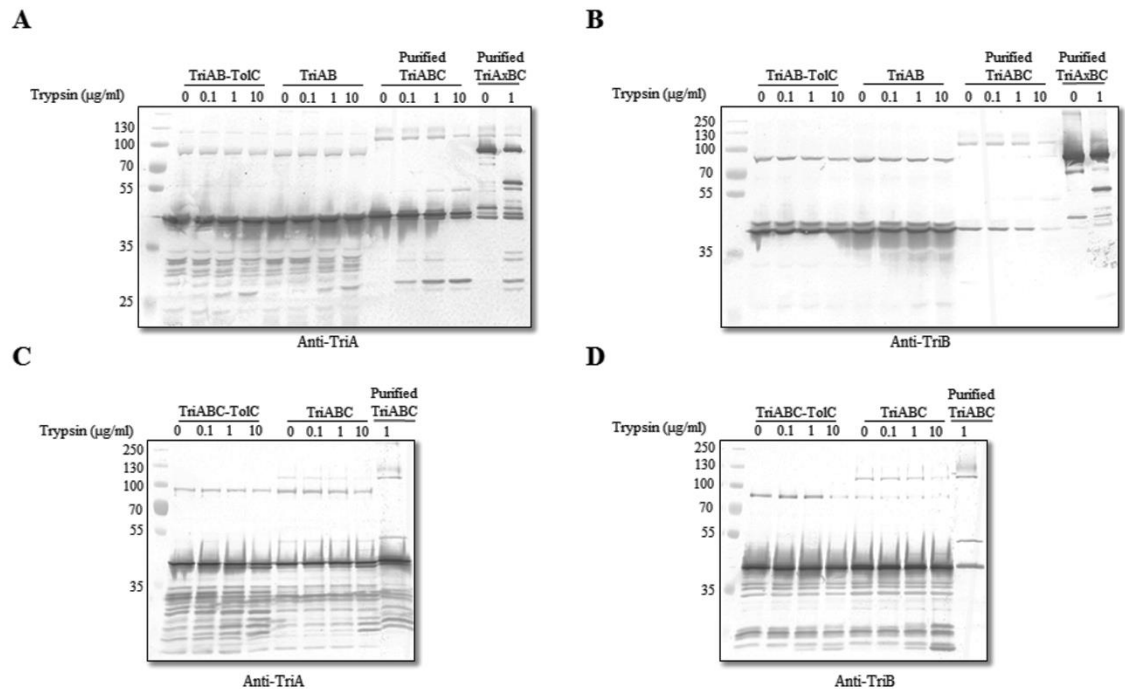 A
Purified Purified
TriAB-TolC TriAB TriABC TriAxBC
Trypsin (µg/ml) 0 0.1 1 10 0 0.1 1 10 0 0.1 1 10 0 1
130
100
70
55
35
25
Anti-TriA
B
Purified Purified
TriAB-TolC TriAB TriABC TriAxBC
Trypsin (µg/ml) 0 0.1 1 10 0 0.1 1 10 0 0.1 1 10 0 1
250
130
100
70
55
35
Anti-TriB
C
Purified
TriABC-TolC TriABC TriABC
Trypsin (µg/ml) 0 0.1 1 10 0 0.1 1 10 1
250
130
100
70
55
35
Anti-TriA
D
Purified
TriABC-TolC TriABC TriABC
Trypsin (µg/ml) 0 0.1 1 10 0 0.1 1 10 1
250
130
100
70
55
35
Anti-TriB